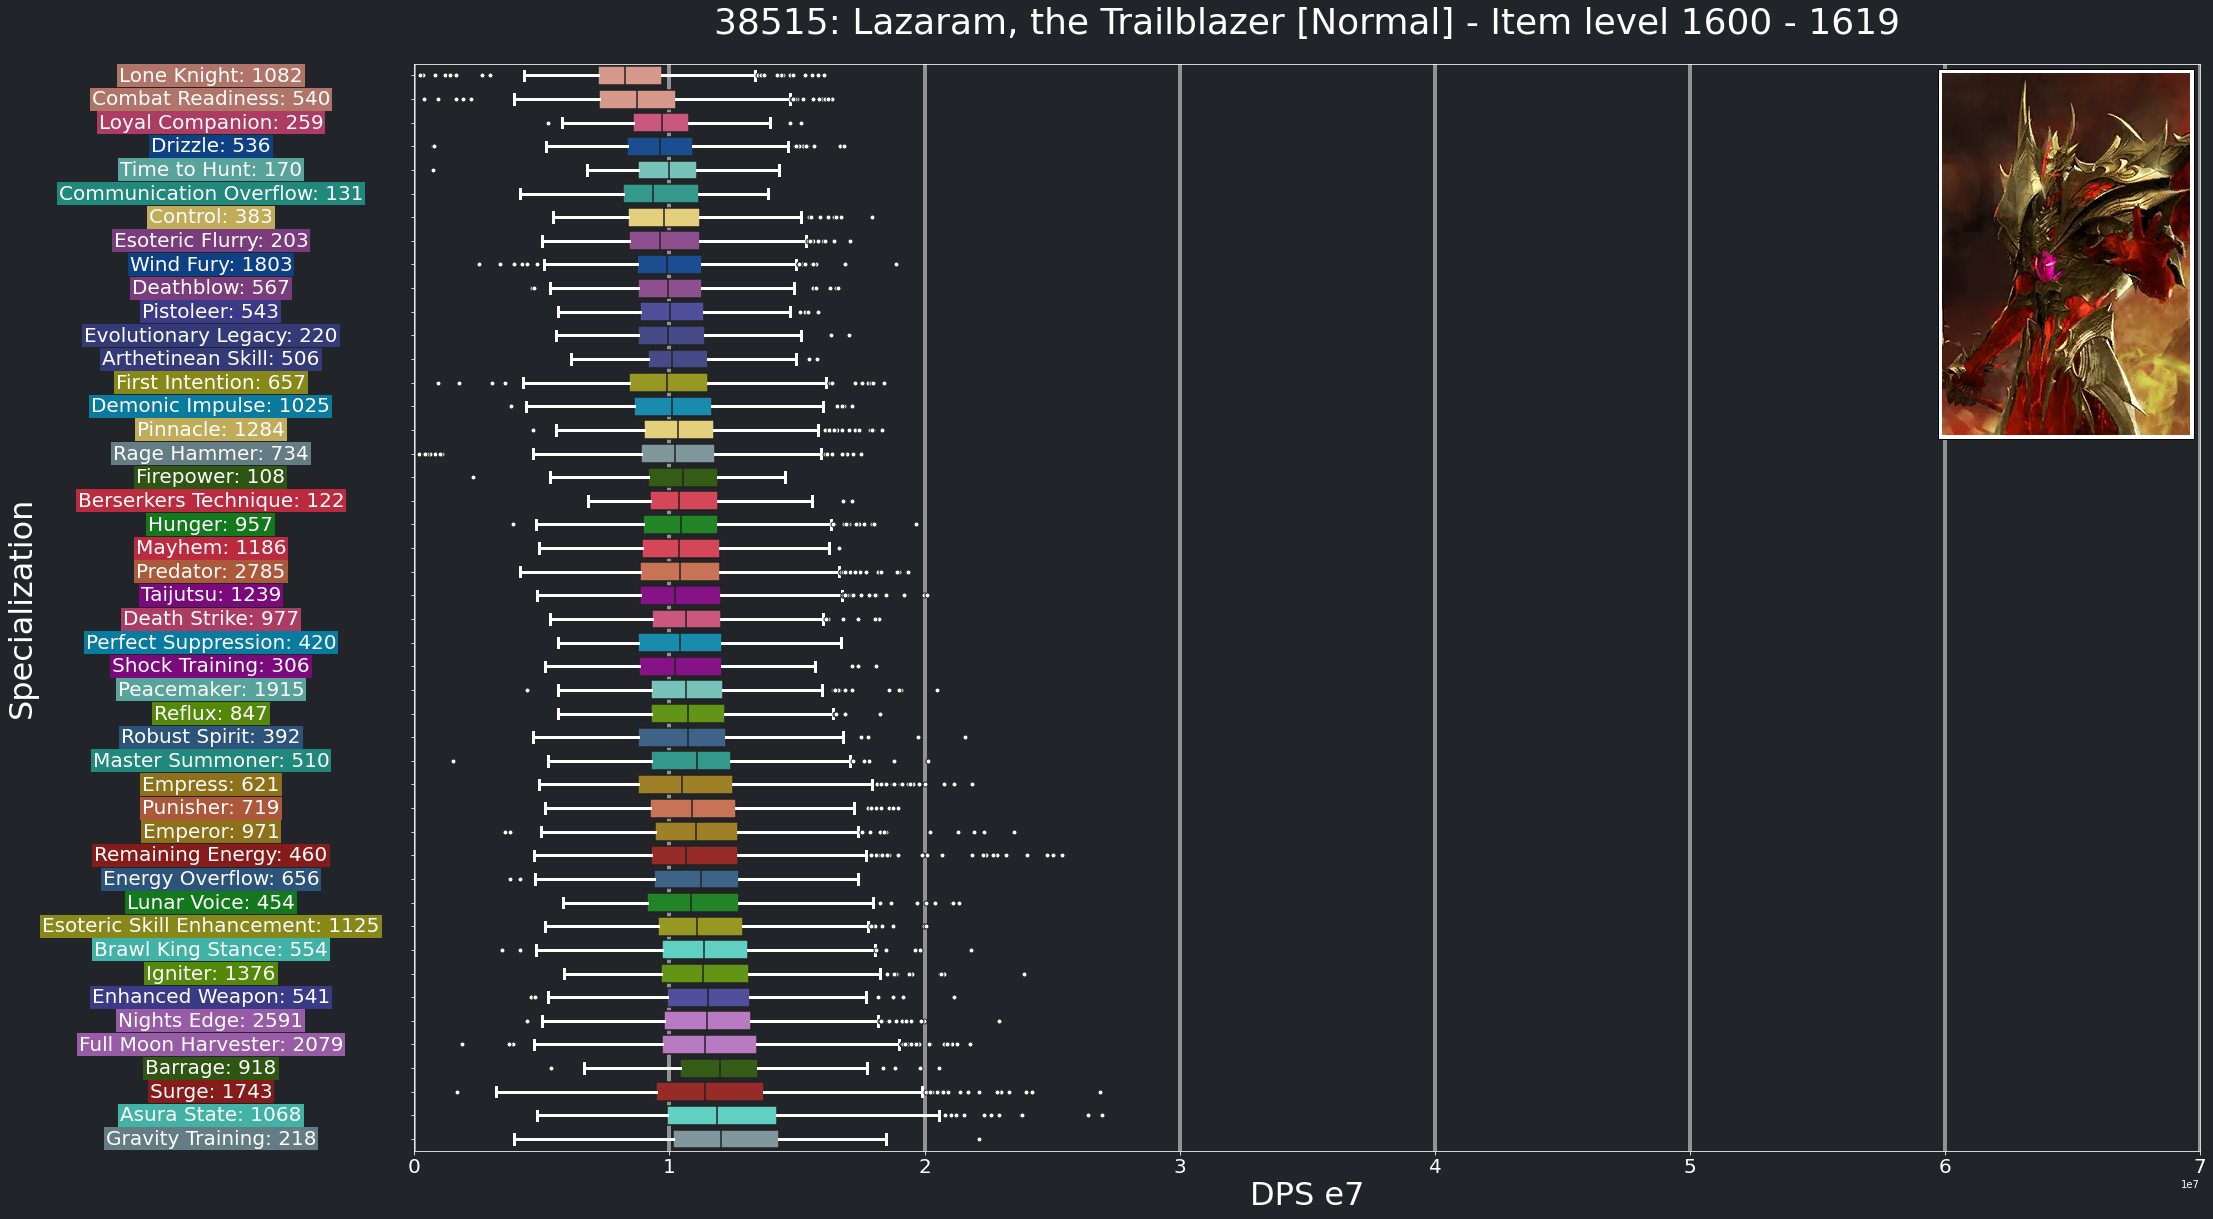 38515: Lazaram, the Trailblazer [Normal] - Item level 1600 - 1619
Specialization
Lone Knight: 1082
Combat Readiness: 540
Loyal Companion: 259
Drizzle: 536
Time to Hunt: 170
Communication Overflow: 131
Control: 383
Esoteric Flurry: 203
Wind Fury: 1803
Deathblow: 567
Pistoleer: 543
Evolutionary Legacy: 220
Arthetinean Skill: 506
First Intention: 657
Demonic Impulse: 1025
Pinnacle: 1284
Rage Hammer: 734
Firepower: 108
Berserkers Technique: 122
Hunger: 957
Mayhem: 1186
Predator: 2785
Taijutsu: 1239
Death Strike: 977
Perfect Suppression: 420
Shock Training: 306
Peacemaker: 1915
Reflux: 847
Robust Spirit: 392
Master Summoner: 510
Empress: 621
Punisher: 719
Emperor: 971
Remaining Energy: 460
Energy Overflow: 656
Lunar Voice: 454
Esoteric Skill Enhancement: 1125
Brawl King Stance: 554
Igniter: 1376
Enhanced Weapon: 541
Nights Edge: 2591
Full Moon Harvester: 2079
Barrage: 918
Surge: 1743
Asura State: 1068
Gravity Training: 218
0 1 2 3 4 5 6 7
1e7
DPS e7